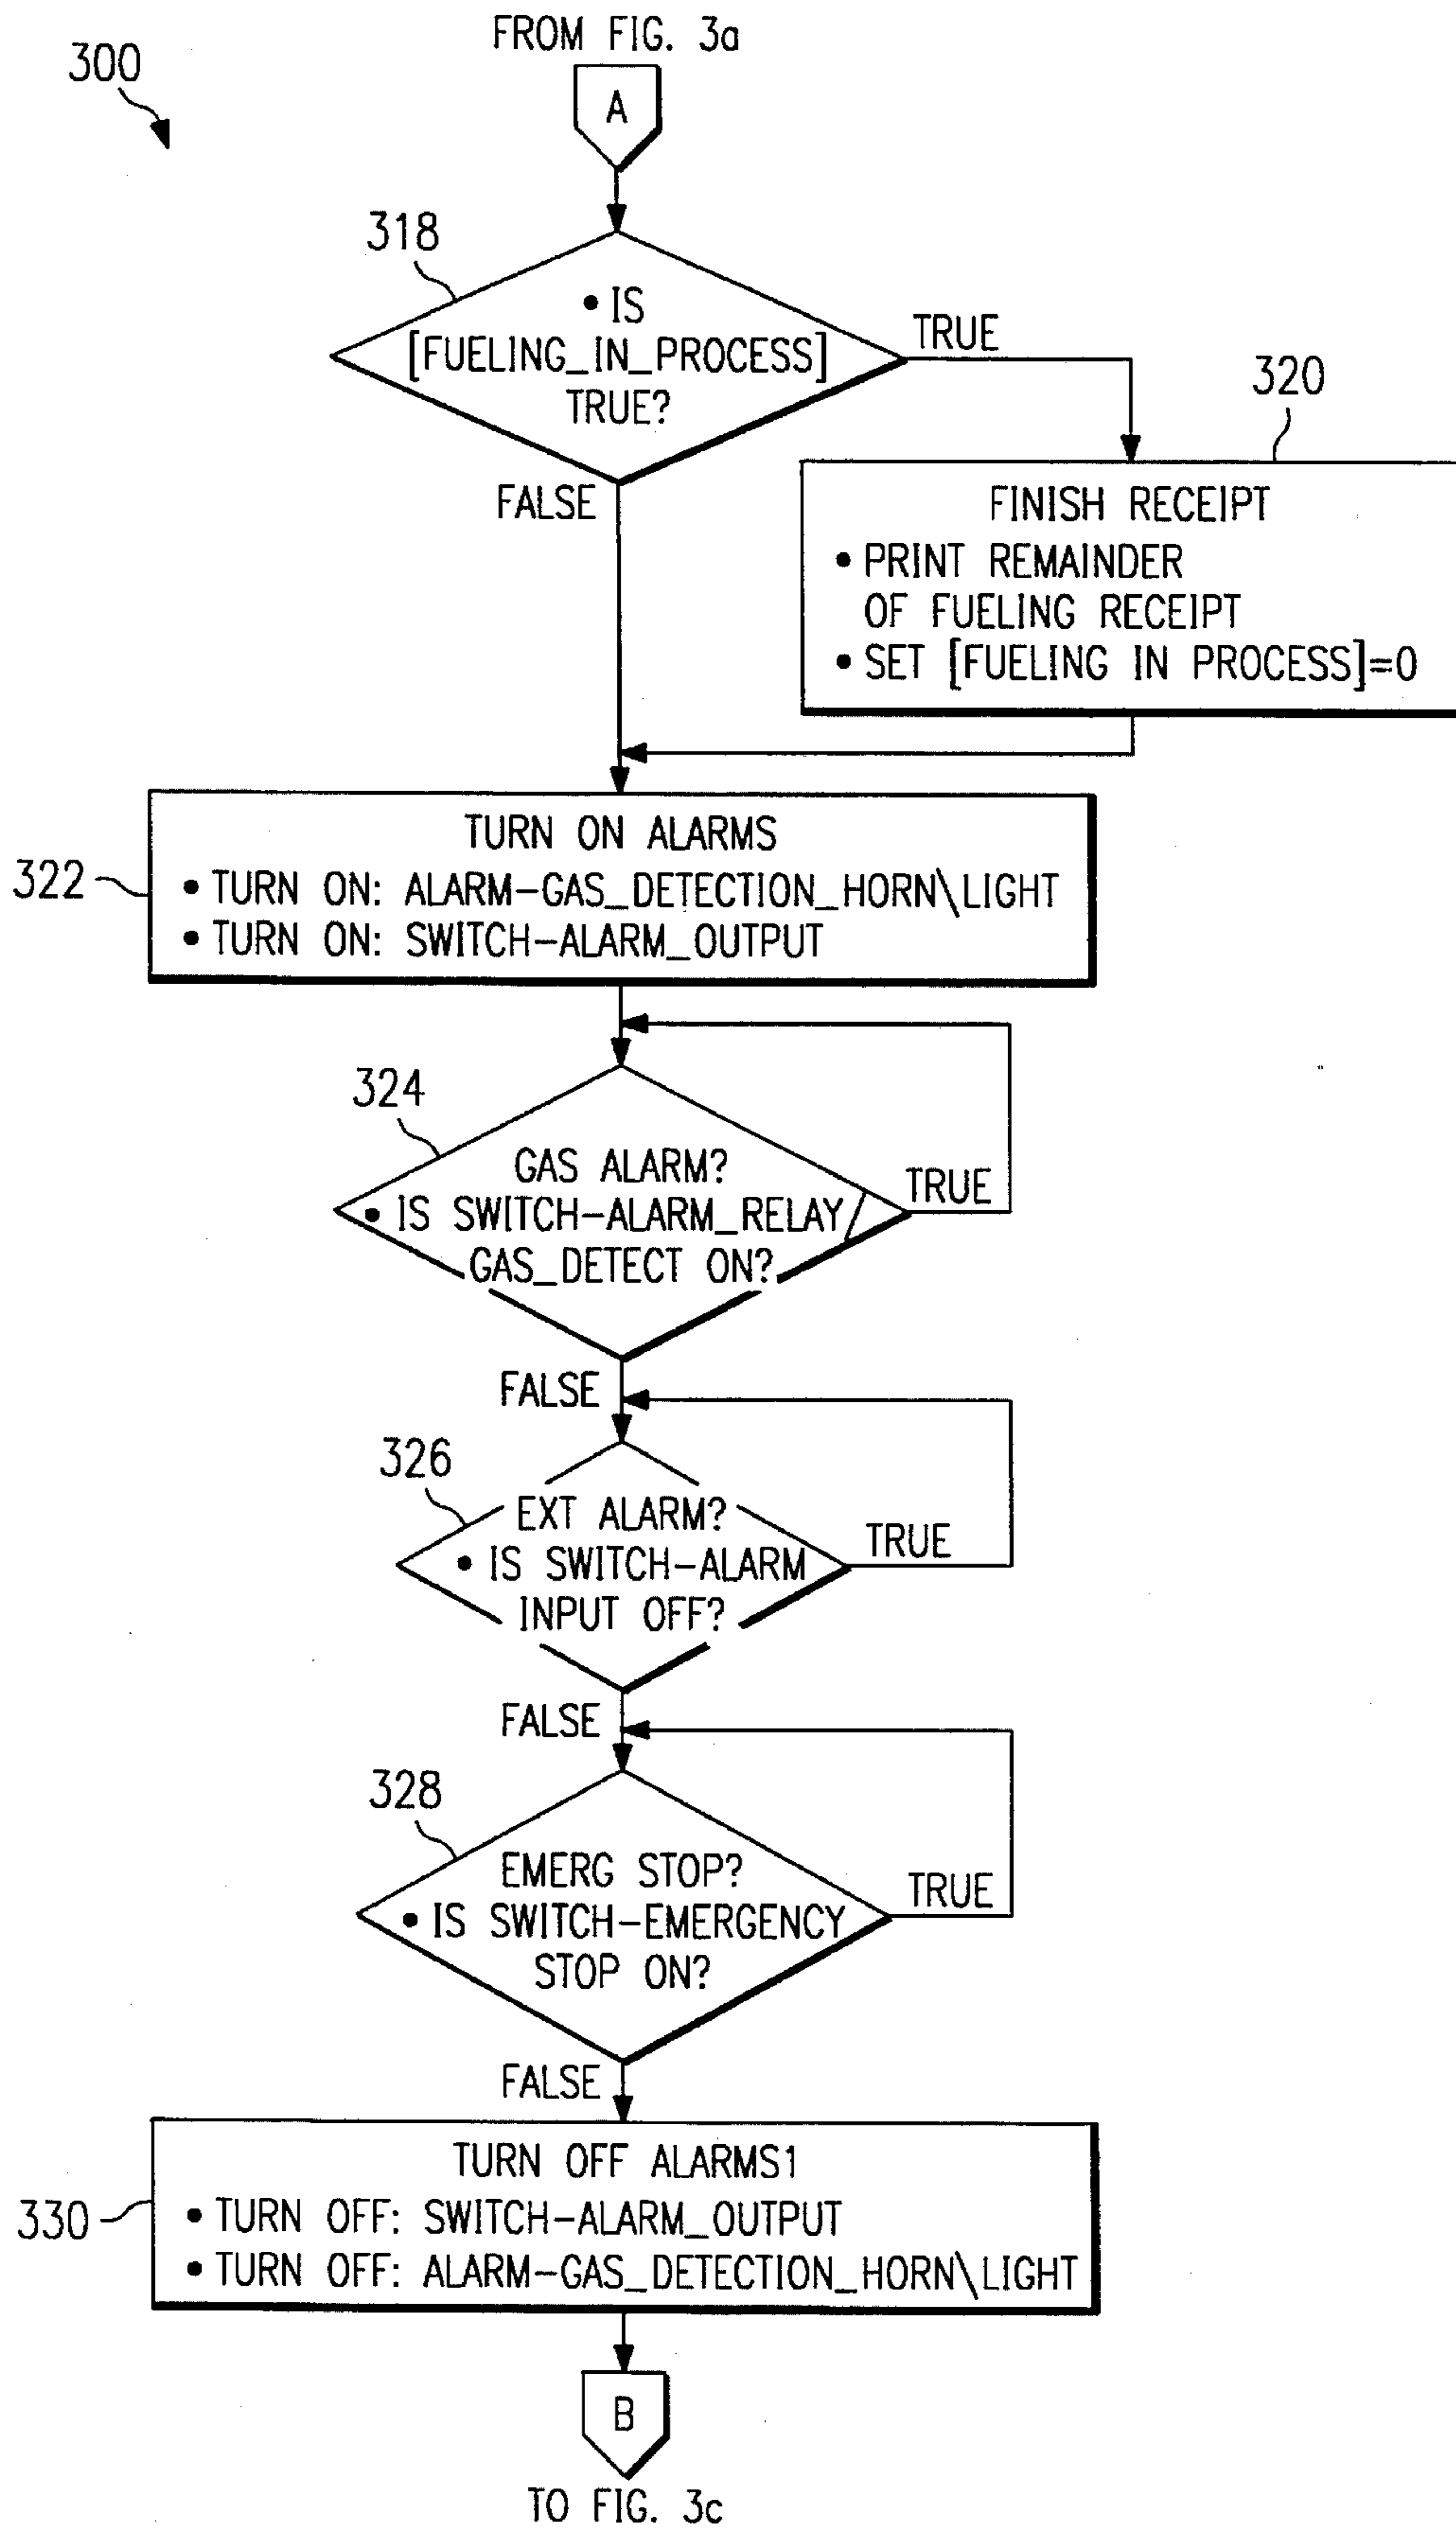 FROM FIG. 3a
300
A
318
• IS
[FUELING_IN_PROCESS]
TRUE?
TRUE
FALSE
320
FINISH RECEIPT
• PRINT REMAINDER
OF FUELING RECEIPT
• SET [FUELING IN PROCESS]=0
322
TURN ON ALARMS
• TURN ON: ALARM-GAS_DETECTION_HORN\LIGHT
• TURN ON: SWITCH-ALARM_OUTPUT
324
GAS ALARM?
• IS SWITCH-ALARM_RELAY/
GAS_DETECT ON?
TRUE
FALSE
326
EXT ALARM?
• IS SWITCH-ALARM
INPUT OFF?
TRUE
FALSE
328
EMERG STOP?
• IS SWITCH-EMERGENCY
STOP ON?
TRUE
FALSE
330
TURN OFF ALARMS1
• TURN OFF: SWITCH-ALARM_OUTPUT
• TURN OFF: ALARM-GAS_DETECTION_HORN\LIGHT
B
TO FIG. 3c